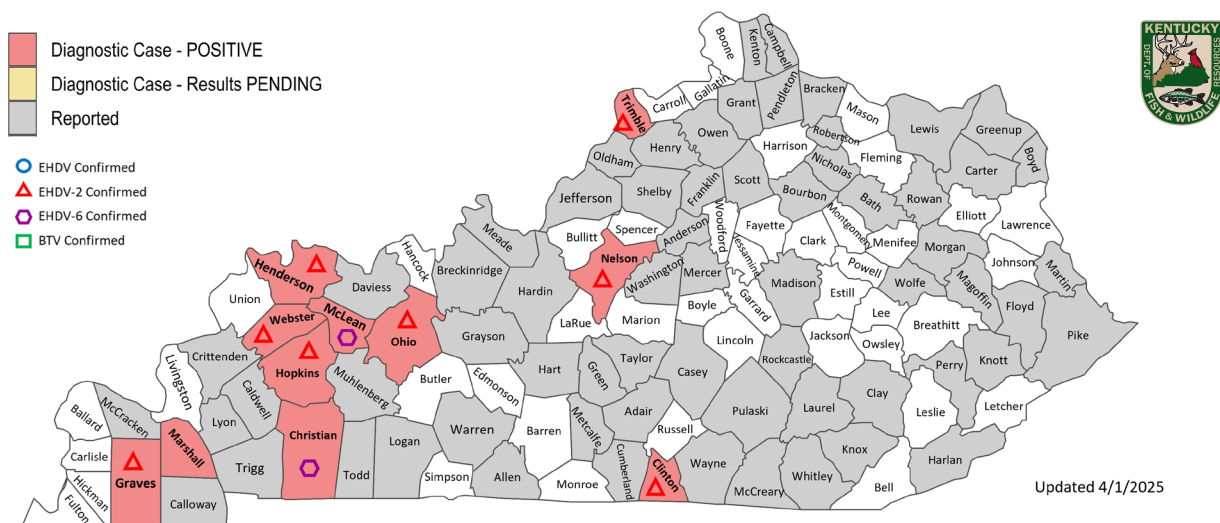 Diagnostic Case - POSITIVE
Diagnostic Case - Results PENDING
Reported
EHDV Confirmed
EHDV-2 Confirmed
EHDV-6 Confirmed
BTV Confirmed
KENTUCKY
DEPT. OF
FISH & WILDLIFE
RESOURCES
Boone
Kenton
Campbell
Trimble
Carroll
Gallatin
Grant
Pendleton
Bracken
Mason
Lewis
Greenup
Boyd
Oldham
Henry
Owen
Harrison
Robertson
Fleming
Carter
Jefferson
Shelby
Franklin
Scott
Nicholas
Bourbon
Bath
Rowan
Elliott
Lawrence
Meade
Bullitt
Spencer
Anderson
Woodford
Fayette
Clark
Montgomery
Menifee
Morgan
Johnson
Martin
Hancock
Breckinridge
Nelson
Washington
Mercer
Jessamine
Madison
Powell
Wolfe
Magoffin
Floyd
Pike
Henderson
Daviess
Hardin
Union
LaRue
Marion
Boyle
Garrard
Estill
Lee
Breathitt
Webster
McLean
Ohio
Grayson
Lincoln
Jackson
Owsley
Knott
Perry
Crittenden
Hopkins
Muhlenberg
Butler
Edmonson
Hart
Green
Taylor
Casey
Rockcastle
Clay
Leslie
Letcher
Livingston
Caldwell
Lyon
Ballard
McCracken
Christian
Warren
Barren
Metcalfe
Adair
Russell
Pulaski
Laurel
Knox
Harlan
Carlisle
Marshall
Graves
Trigg
Todd
Logan
Simpson
Allen
Monroe
Cumberland
Clinton
Wayne
McCreary
Whitley
Bell
Hickman
Fulton
Calloway
Updated 4/1/2025